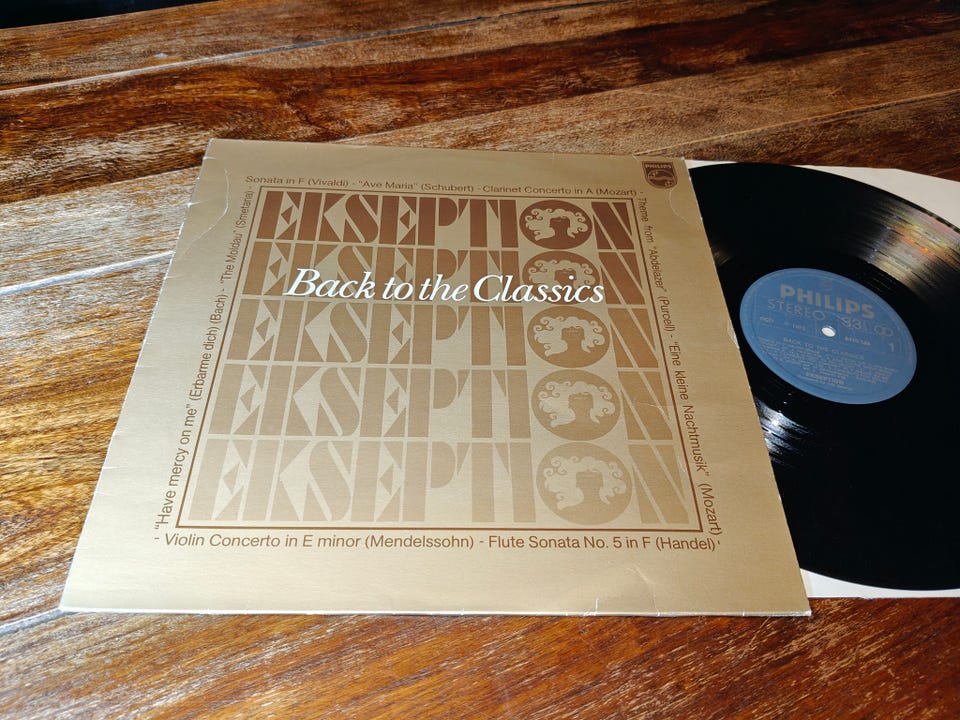 Sonata in F (Vivaldi) - "Ave Maria" (Schubert) - Clarinet Concerto in A (Mozart) -
PHILIPS
Theme from "Abdelazer" (Purcell) - "Eine kleine Nachtmusik" (Mozart)
- Violin Concerto in E minor (Mendelssohn) - Flute Sonata No. 5 in F (Handel)
"Have mercy on me" (Erbarme dich) (Bach) - "The Moldau" (Smetana) -
EKSEPTION
EKSEPTION
Back to the Classics
EKSEPTION
EKSEPTION
EKSEPTION
PHILIPS
STEREO 33
1
BACK TO THE CLASSICS
EKSEPTION